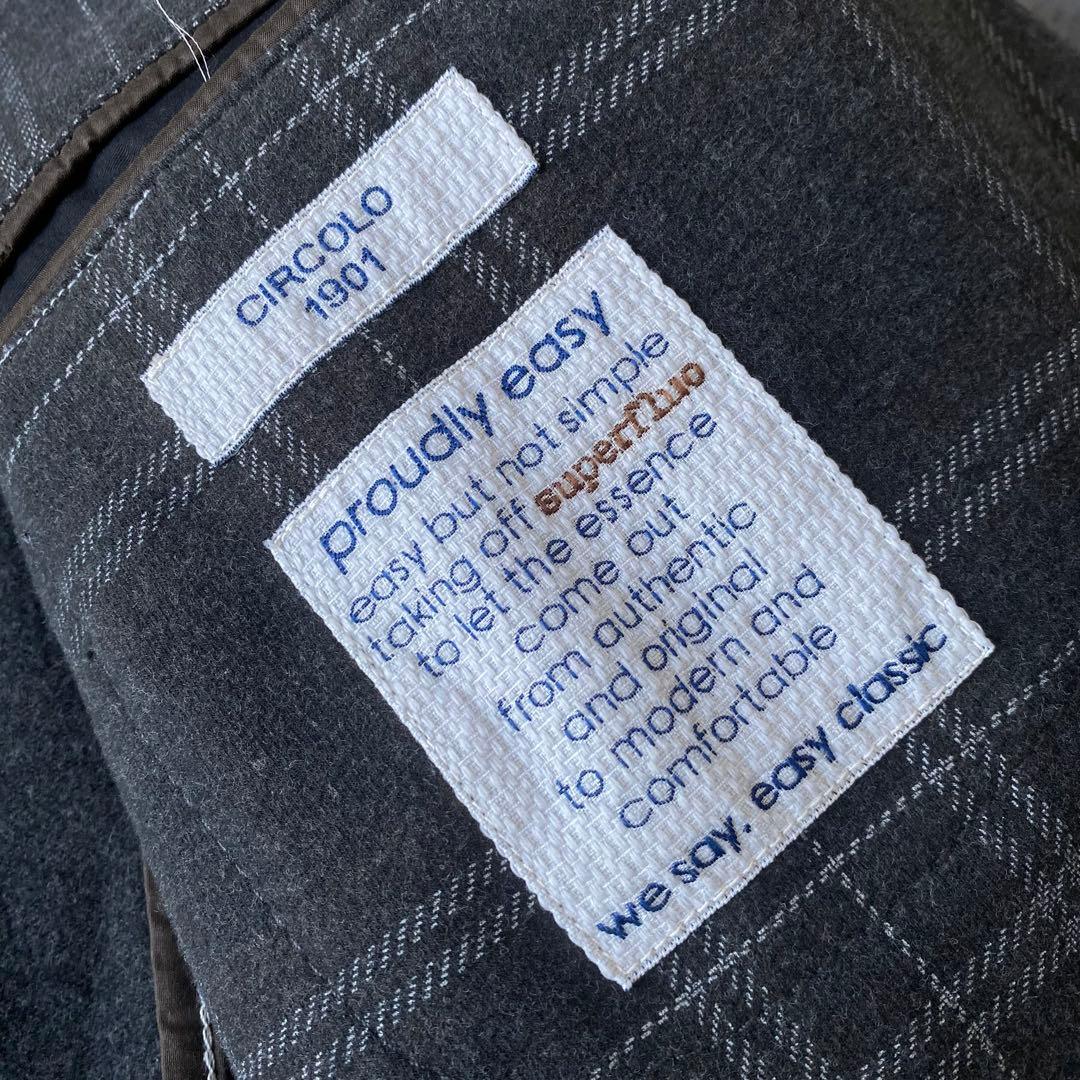 CIRCOLO
1901
proudly easy
easy but not simple
taking off superfluo
to let the essence
come out
from authentic
and original
to modern and
comfortable
we say. easy classic